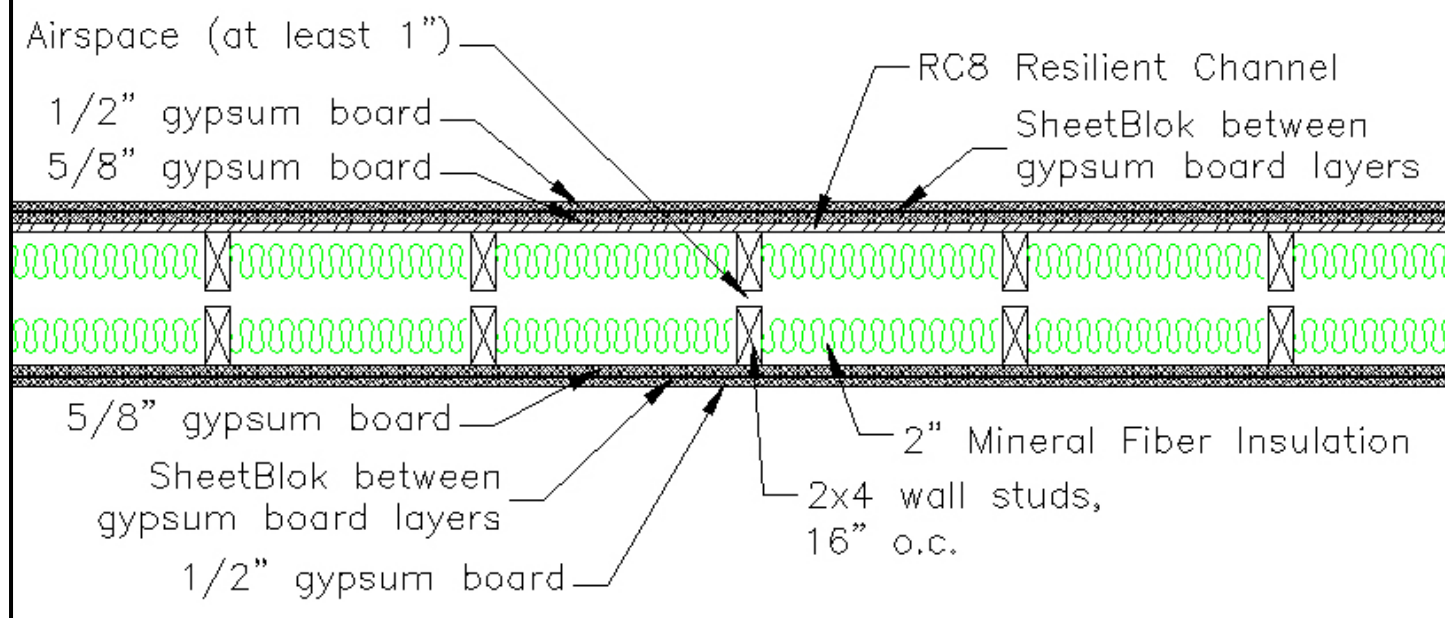 Airspace (at least 1”)
1/2” gypsum board
5/8” gypsum board
RC8 Resilient Channel
SheetBlok between
gypsum board layers
5/8” gypsum board
SheetBlok between
gypsum board layers
1/2” gypsum board
2” Mineral Fiber Insulation
2x4 wall studs,
16” o.c.